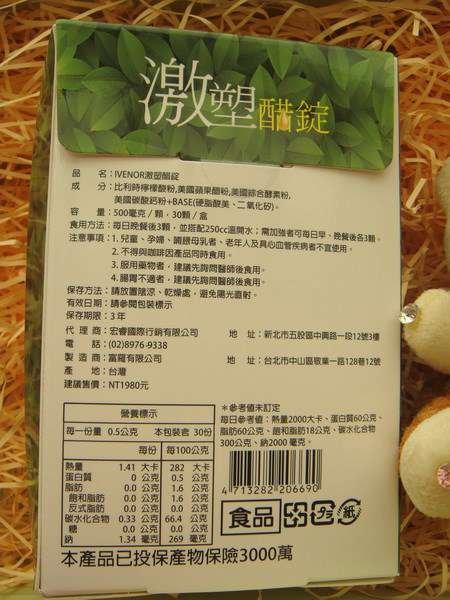 激塑醋錠
品名：IVENOR激塑醋錠
成分：比利時檸檬酸粉,美國蘋果醋粉,美國綜合酵素粉,
美國碳酸鈣粉+BASE(硬脂酸美、二氧化矽)。
容量：500毫克/顆，30顆/盒
食用方法：每日晚餐後3顆，並搭配250cc溫開水；需加強者可每日早、晚餐後各3顆。
注意事項：1.兒童、孕婦、哺餵母乳者、老年人及具心血管疾病者不宜使用。
2.不得與咖啡因產品同時食用。
3.服用藥物者，建議先詢問醫師後食用。
4.腸胃不適者，建議先詢問醫師後食用。
保存方法：請放置陰涼、乾燥處，避免陽光直射。
有效日期：請參閱包裝標示
保存期限：3年
代理商：宏睿國際行銷有限公司 地址：新北市五股區中興路一段12號3樓
電話：(02)8976-9338
製造商：富羅有限公司 地址：台北市中山區敬業一路128巷12號
產地：台灣
建議售價：NT1980元
營養標示
每一份量 0.5公克 本包裝含 30份
每份 每100公克
熱量 1.41 大卡 282 大卡
蛋白質 0 公克 0.5 公克
脂肪 0 公克 1.6 公克
飽和脂肪 0 公克 1.6 公克
反式脂肪 0 公克 0 公克
碳水化合物 0.33 公克 66.4 公克
糖 0 公克 0 公克
鈉 1.34 毫克 269 毫克
＊參考值未訂定
每日參考值：熱量2000大卡、蛋白質60公克、
脂肪60公克、飽和脂肪18公克、碳水化合物
300公克、鈉2000毫克。
4 713282 206690
食品
紙
本產品已投保產物保險3000萬